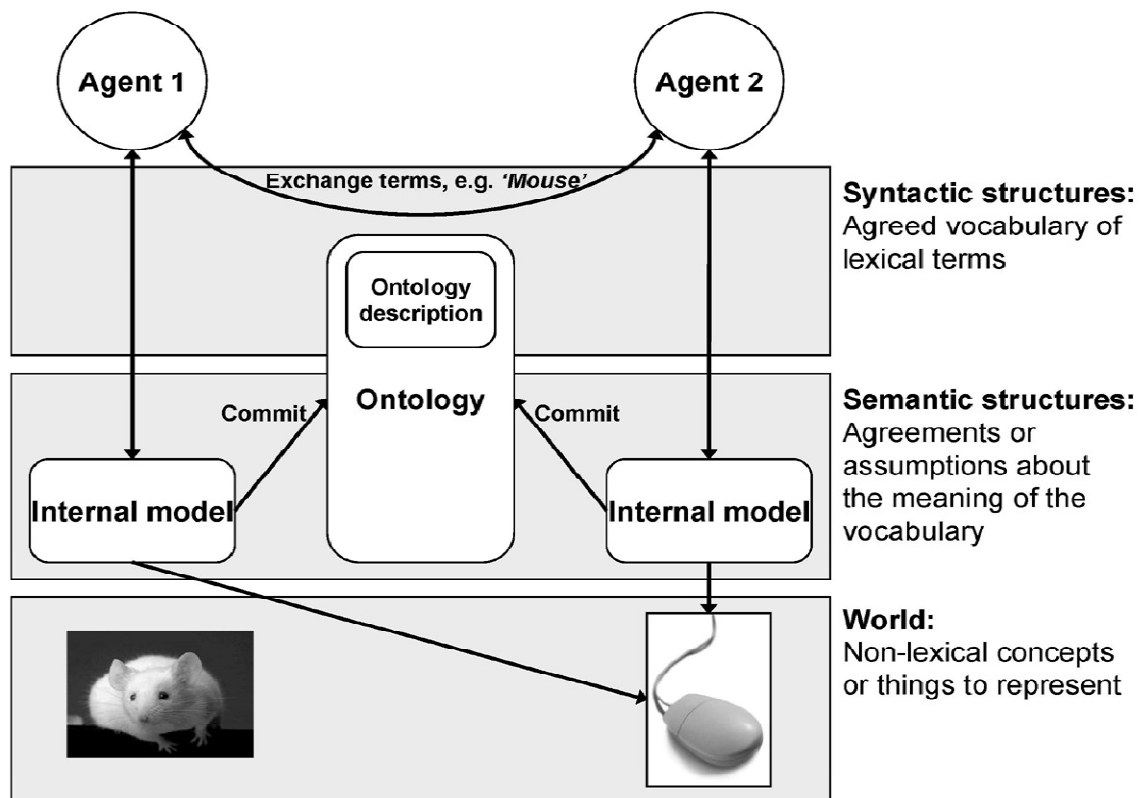 Agent 1
Agent 2
Exchange terms, e.g. ‘Mouse’
Syntactic structures:
Agreed vocabulary of
lexical terms
Ontology
description
Ontology
Commit
Commit
Internal model
Internal model
Semantic structures:
Agreements or
assumptions about
the meaning of the
vocabulary
World:
Non-lexical concepts
or things to represent